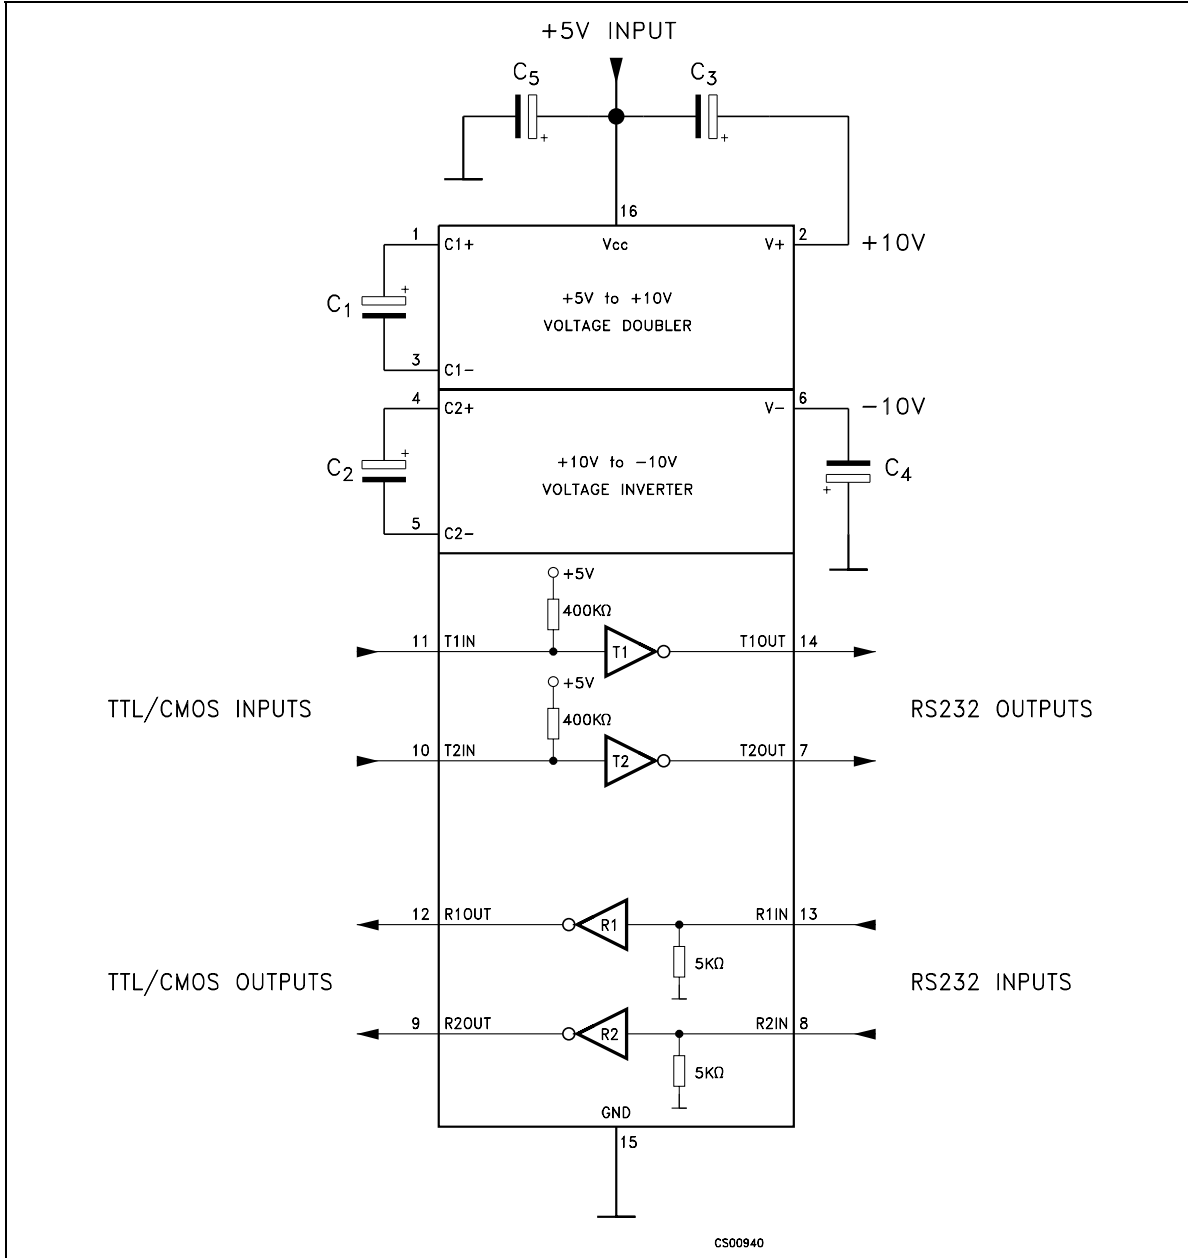 +5V INPUT
C5
C3
+
+
16
1
C1+
Vcc
V+
2
+10V
C1
+
+5V to +10V
VOLTAGE DOUBLER
3
C1-
4
C2+
V-
6
-10V
C2
+
+10V to -10V
VOLTAGE INVERTER
C4
+
5
C2-
+5V
400KΩ
11
T1IN
T1
T1OUT
14
+5V
TTL/CMOS INPUTS
400KΩ
RS232 OUTPUTS
10
T2IN
T2
T2OUT
7
12
R1OUT
R1
R1IN
13
5KΩ
TTL/CMOS OUTPUTS
RS232 INPUTS
9
R2OUT
R2
R2IN
8
5KΩ
GND
15
CS00940